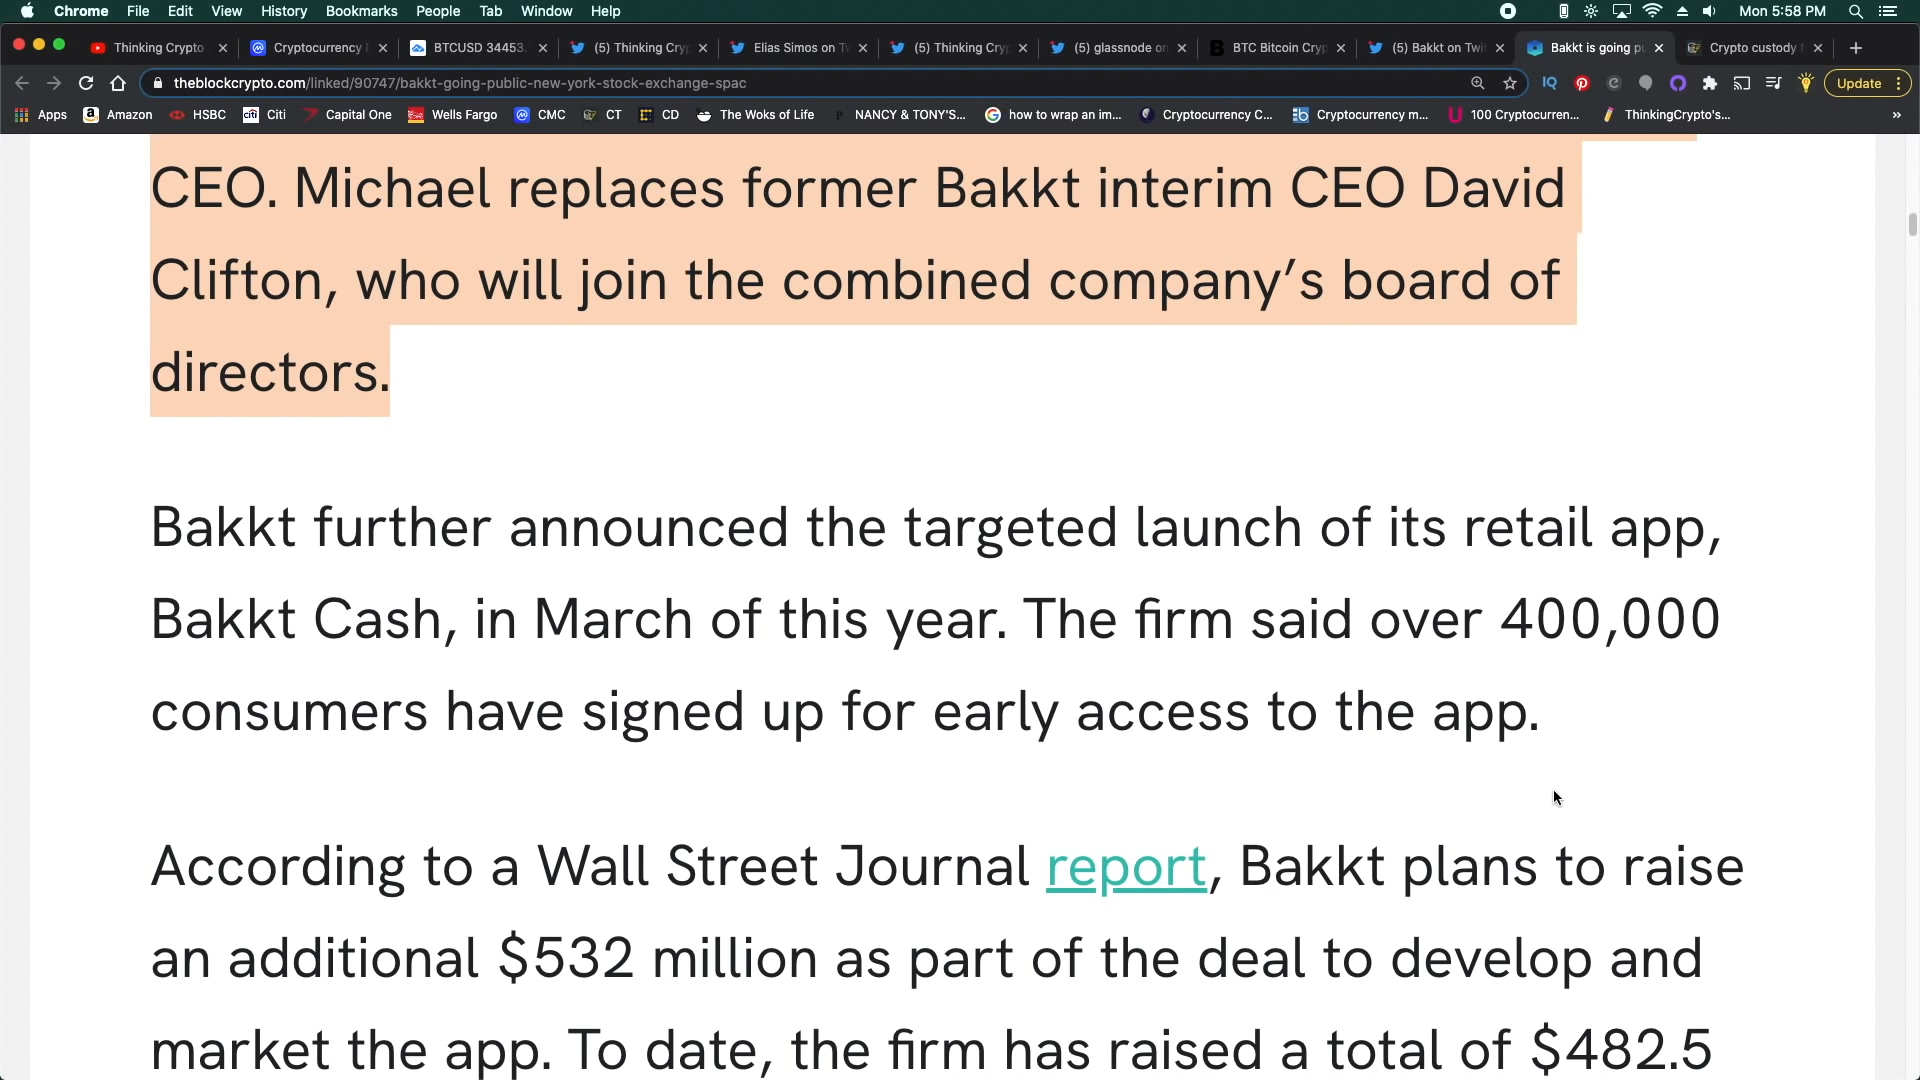 Chrome File Edit View History Bookmarks People Tab Window Help Mon 5:58 PM
Thinking Crypto Cryptocurrency BTCUSD 34453. (5) Thinking Cry Elias Simos on Tw (5) Thinking Cry (5) glassnode on BTC Bitcoin Cryp (5) Bakkt on Twi Bakkt is going pu Crypto custody
theblockcrypto.com/linked/90747/bakkt-going-public-new-york-stock-exchange-spac Update
Apps Amazon HSBC citi Citi Capital One Wells Fargo CMC CT CD The Woks of Life NANCY & TONY'S... how to wrap an im... Cryptocurrency C... Cryptocurrency m... 100 Cryptocurren... ThinkingCrypto's... »
CEO. Michael replaces former Bakkt interim CEO David
Clifton, who will join the combined company’s board of
directors.
Bakkt further announced the targeted launch of its retail app,
Bakkt Cash, in March of this year. The firm said over 400,000
consumers have signed up for early access to the app.
According to a Wall Street Journal report, Bakkt plans to raise
an additional $532 million as part of the deal to develop and
market the app. To date, the firm has raised a total of $482.5